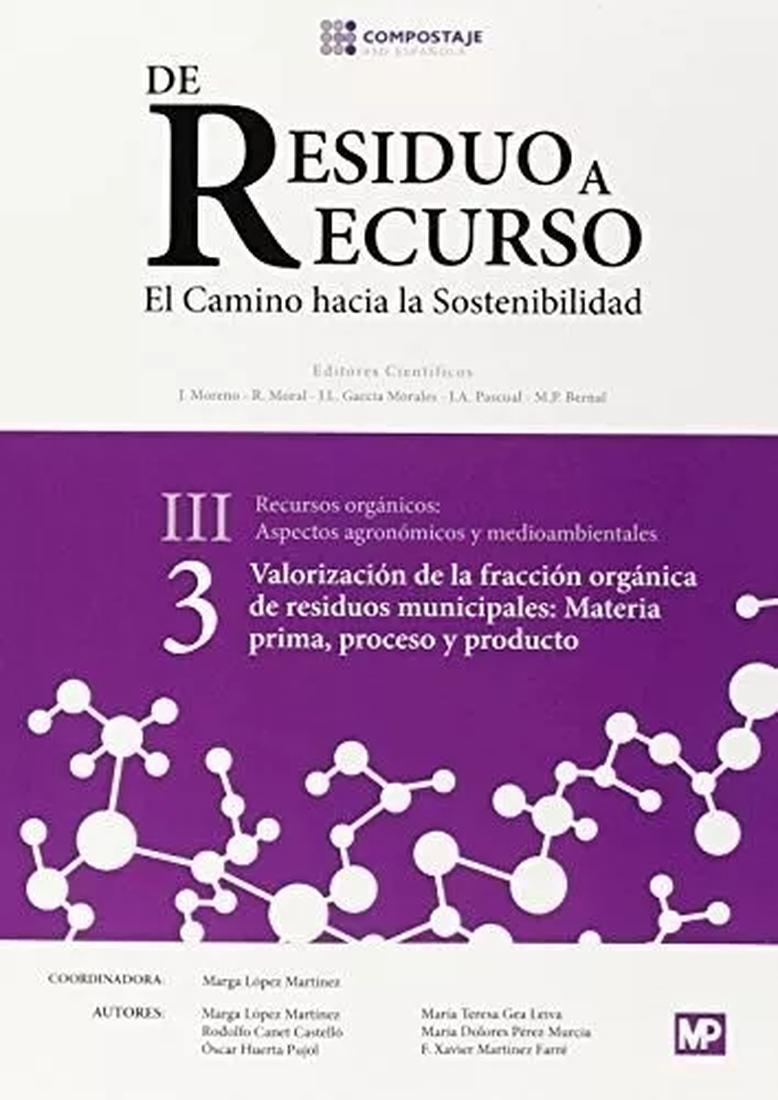 COMPOSTAJE
RED ESPAÑOLA
DE
RESIDUO A
RECURSO
El Camino hacia la Sostenibilidad
Editores Científicos
J. Moreno - R. Moral - J.L. García Morales - J.A. Pascual - M.P. Bernal
III Recursos orgánicos:
Aspectos agronómicos y medioambientales
3 Valorización de la fracción orgánica
de residuos municipales: Materia
prima, proceso y producto
COORDINADORA: Marga López Martínez
AUTORES: Marga López Martínez María Teresa Gea Leiva
Rodolfo Canet Castelló María Dolores Pérez Murcia
Óscar Huerta Pujol F. Xavier Martínez Farré
MP